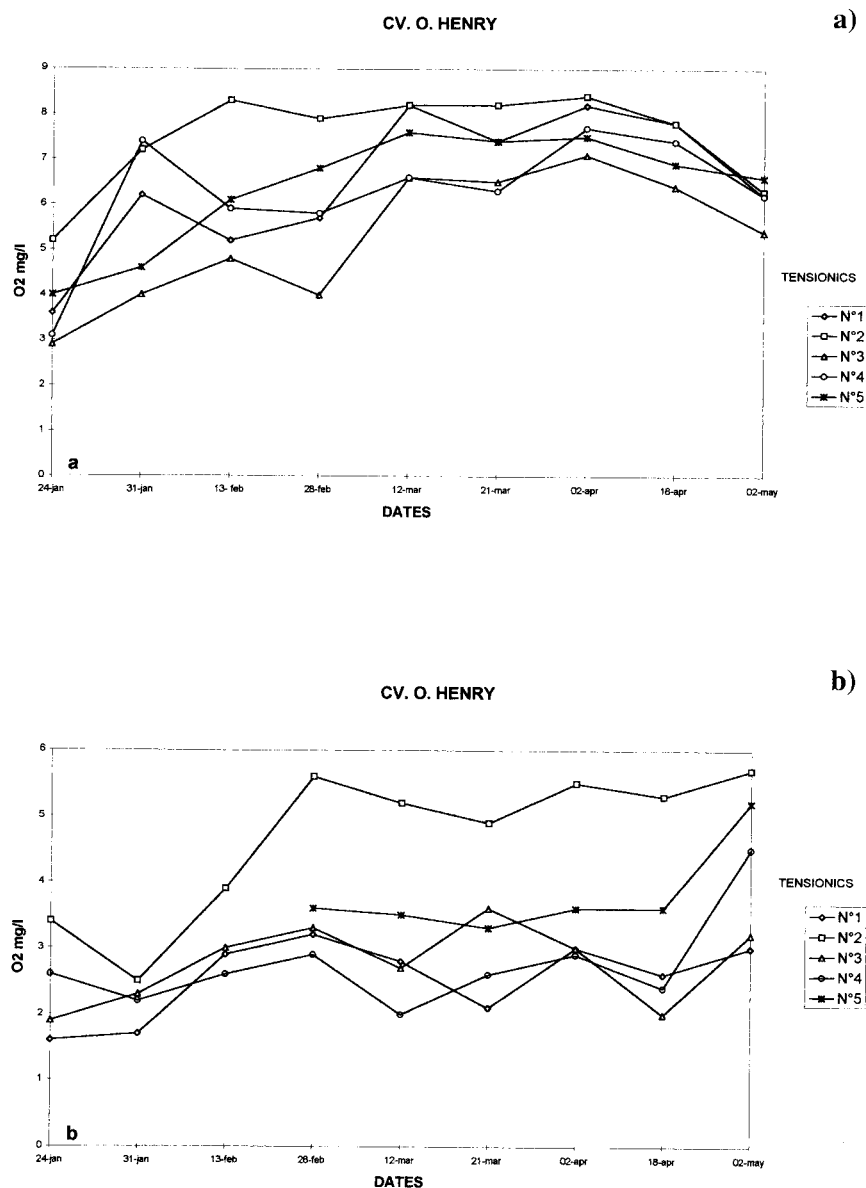 CV. O. HENRY
a)
9
8
7
6
5
4
3
2
1
0
O2 mg/l
a
24-jan 31-jan 13- feb 28-feb 12-mar 21-mar 02-apr 18-apr 02-may
DATES
TENSIONICS
N°1
N°2
N°3
N°4
N°5
CV. O. HENRY
b)
6
5
4
3
2
1
0
O2 mg/l
b
24-jan 31-jan 13-feb 28-feb 12-mar 21-mar 02-apr 18-apr 02-may
DATES
TENSIONICS
N°1
N°2
N°3
N°4
N°5